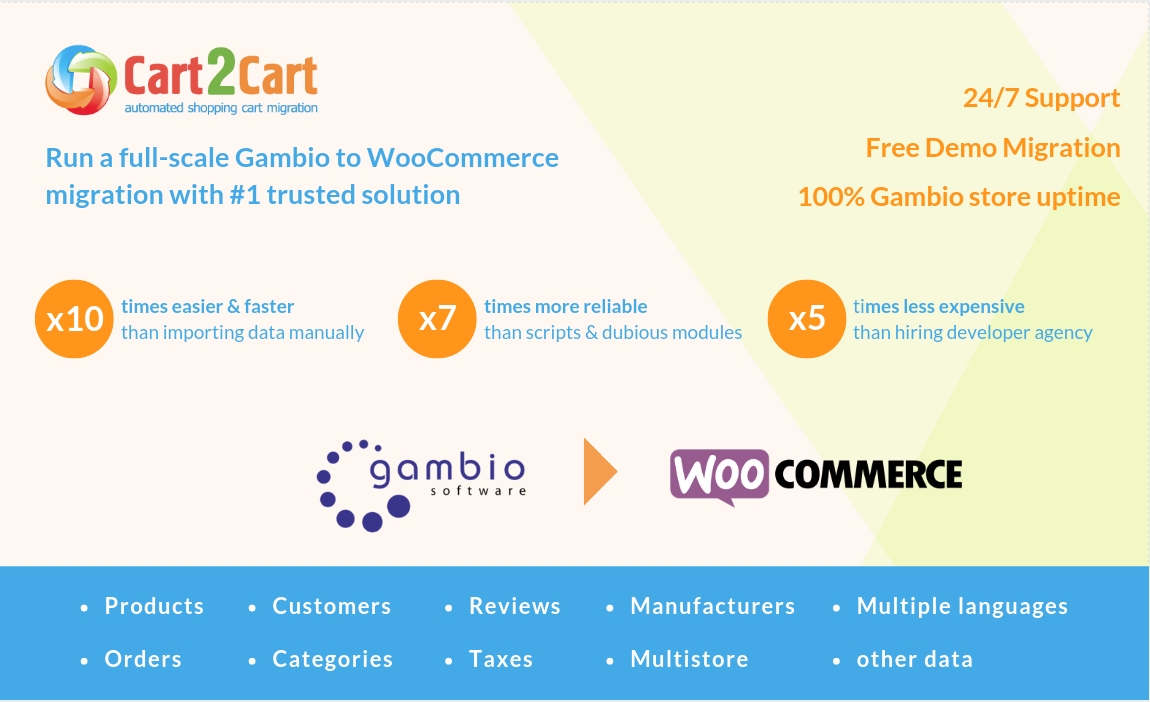 Cart2Cart
automated shopping cart migration
Run a full-scale Gambio to WooCommerce
migration with #1 trusted solution
24/7 Support
Free Demo Migration
100% Gambio store uptime
x10
times easier & faster
than importing data manually
x7
times more reliable
than scripts & dubious modules
x5
times less expensive
than hiring developer agency
gambio
software
WOO COMMERCE
• Products
• Customers
• Reviews
• Manufacturers
• Multiple languages
• Orders
• Categories
• Taxes
• Multistore
• other data